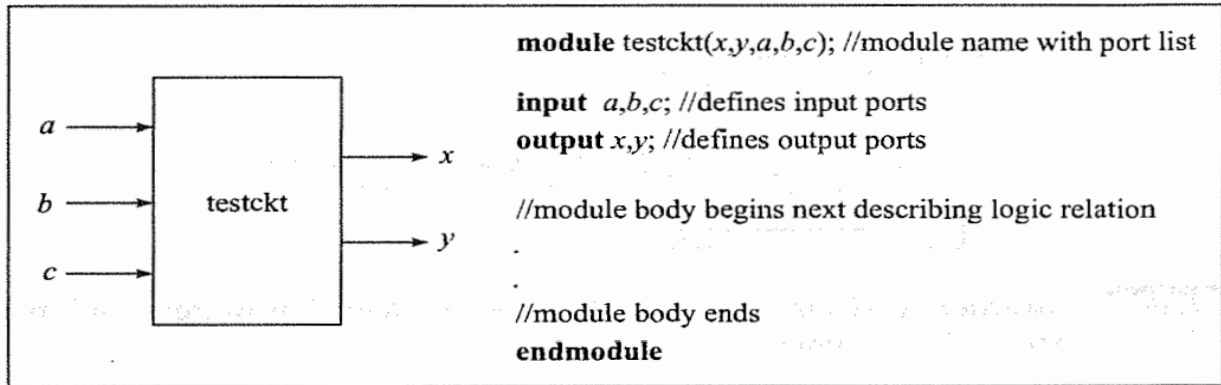 a
b
c
testckt
x
y
module testckt(x,y,a,b,c); //module name with port list
input a,b,c; //defines input ports
output x,y; //defines output ports
//module body begins next describing logic relation
.
.
//module body ends
endmodule